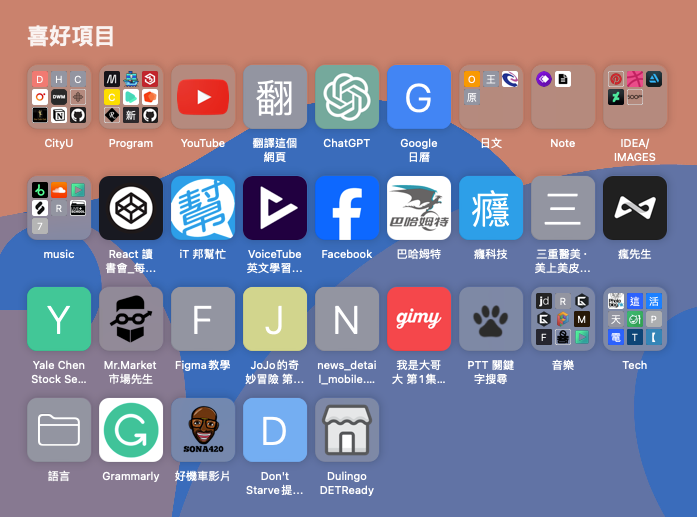 喜好項目
D H C
DWM
CityU
M
C
新
Program
YouTube
翻
翻譯這個
網頁
ChatGPT
G
Google
日曆
O 王
原
日文
Note
IDEA/
IMAGES
R
7
music
React 讀
書會_每...
幫
iT 邦幫忙
VoiceTube
英文學習...
f
Facebook
巴哈姆特
巴哈姆特
癮
癮科技
三
三重醫美·
美上美皮...
瘋先生
Y
Yale Chen
Stock Se...
Mr.Market
市場先生
F
Figma 教學
J
JoJo 的奇
妙冒險 第...
N
news_detai
l_mobile....
gimy
我是大哥
大 第1集...
PTT 關鍵
字搜尋
jd R
M
F
音樂
這 活
天 P
電 T 【
Tech
語言
G
Grammarly
SONA420
好機車影片
D
Don't
Starve 提...
Dulingo
DETReady